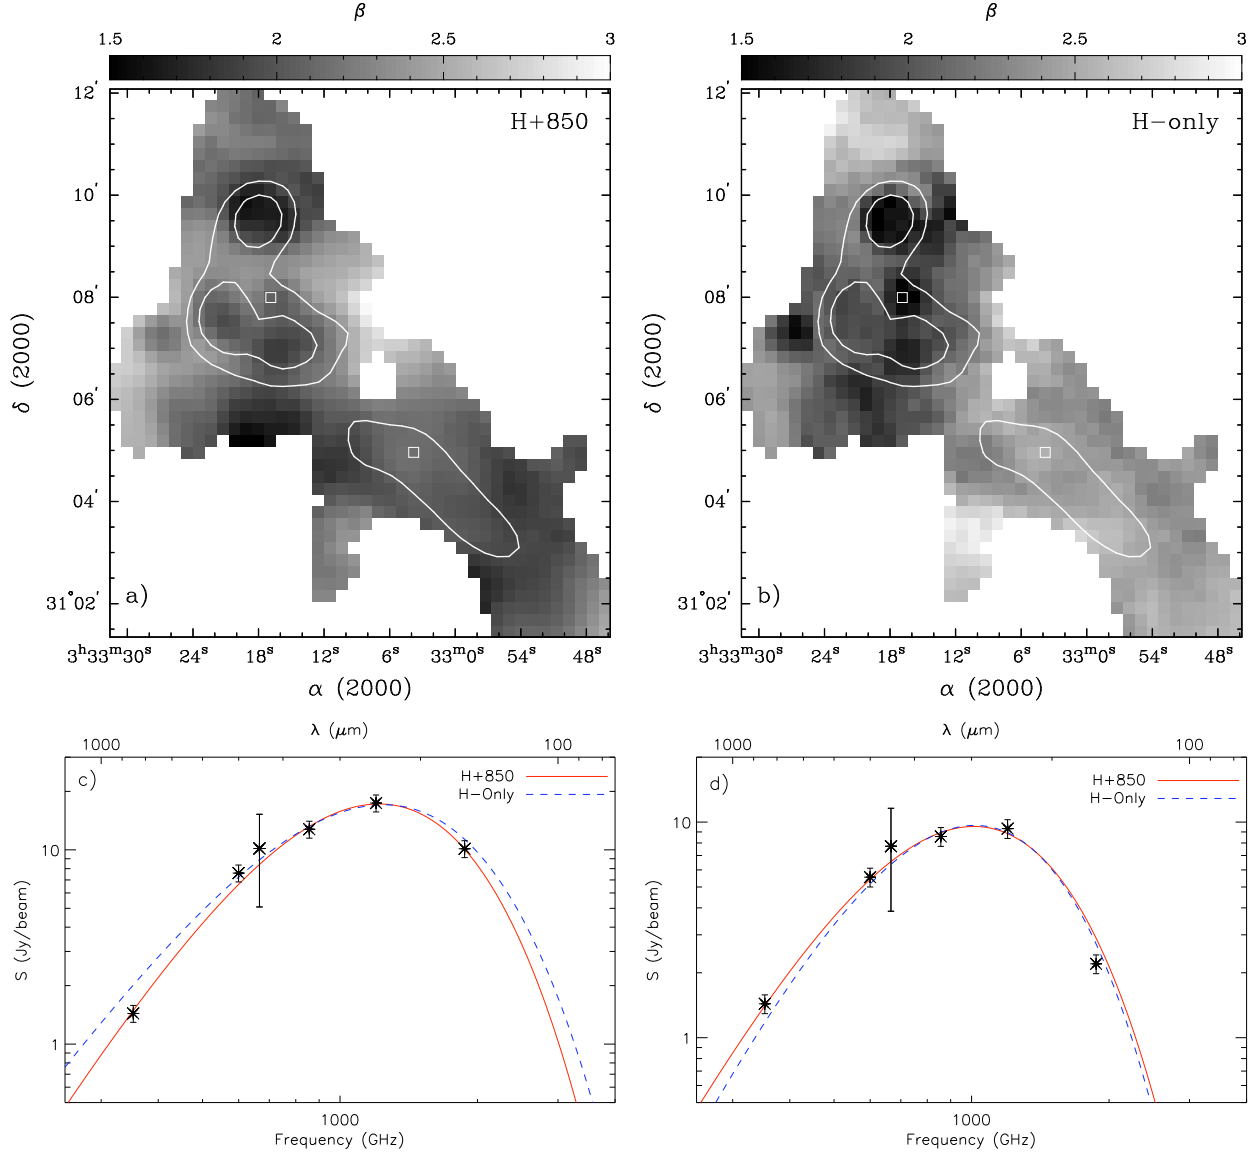 β
β
1.5 2 2.5 3
1.5 2 2.5 3
H+850
H−only
12′
10′
08′
06′
04′
31°02′
δ (2000)
a)
3ʰ33ᵐ30ˢ 24ˢ 18ˢ 12ˢ 6ˢ 33ᵐ0ˢ 54ˢ 48ˢ
α (2000)
12′
10′
08′
06′
04′
31°02′
δ (2000)
b)
3ʰ33ᵐ30ˢ 24ˢ 18ˢ 12ˢ 6ˢ 33ᵐ0ˢ 54ˢ 48ˢ
α (2000)
λ (μm)
1000 100
c)
H+850
H−Only
10
1
S (Jy/beam)
1000
Frequency (GHz)
λ (μm)
1000 100
d)
H+850
H−Only
10
1
S (Jy/beam)
1000
Frequency (GHz)